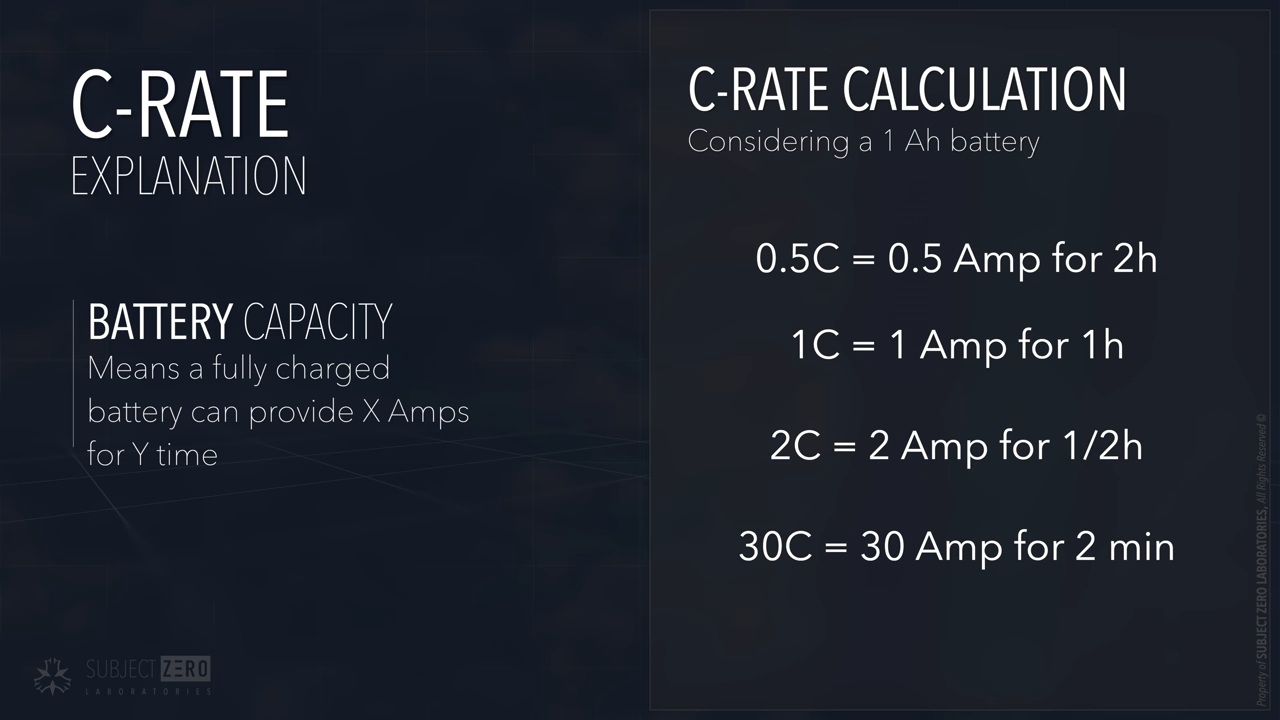 C-RATE
EXPLANATION
BATTERY CAPACITY
Means a fully charged
battery can provide X Amps
for Y time
SUBJECT ZERO
LABORATORIES
C-RATE CALCULATION
Considering a 1 Ah battery
0.5C = 0.5 Amp for 2h
1C = 1 Amp for 1h
2C = 2 Amp for 1/2h
30C = 30 Amp for 2 min
Property of SUBJECT ZERO LABORATORIES, All Rights Reserved ©